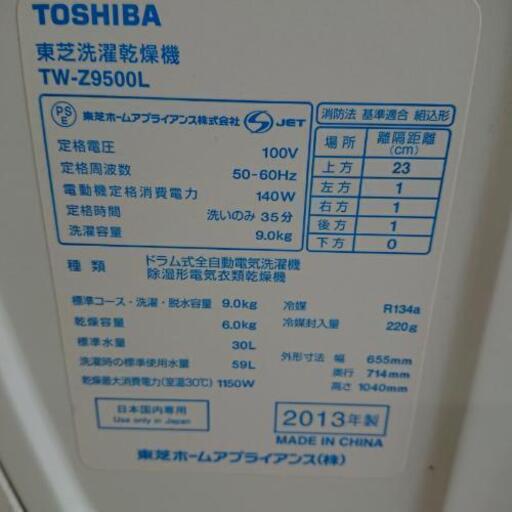 TOSHIBA
東芝洗濯乾燥機
TW-Z9500L
PSE 東芝ホームアプライアンス株式会社 S JET
定格電圧 100V
定格周波数 50-60Hz
電動機定格消費電力 140W
定格時間 洗いのみ 35分
洗濯容量 9.0kg
消防法 基準適合 組込形
場所 離隔距離(cm)
上方 23
左方 1
右方 1
後方 1
下方 0
種類 ドラム式全自動電気洗濯機
除湿形電気衣類乾燥機
標準コース・洗濯・脱水容量 9.0kg
乾燥容量 6.0kg
標準水量 30L
洗濯時の標準使用水量 59L
乾燥最大消費電力(室温30℃) 1150W
冷媒 R134a
冷媒封入量 220g
外形寸法 幅 655mm
奥行 714mm
高さ 1040mm
日本国内専用
Use only in Japan
2013年製
MADE IN CHINA
東芝ホームアプライアンス(株)